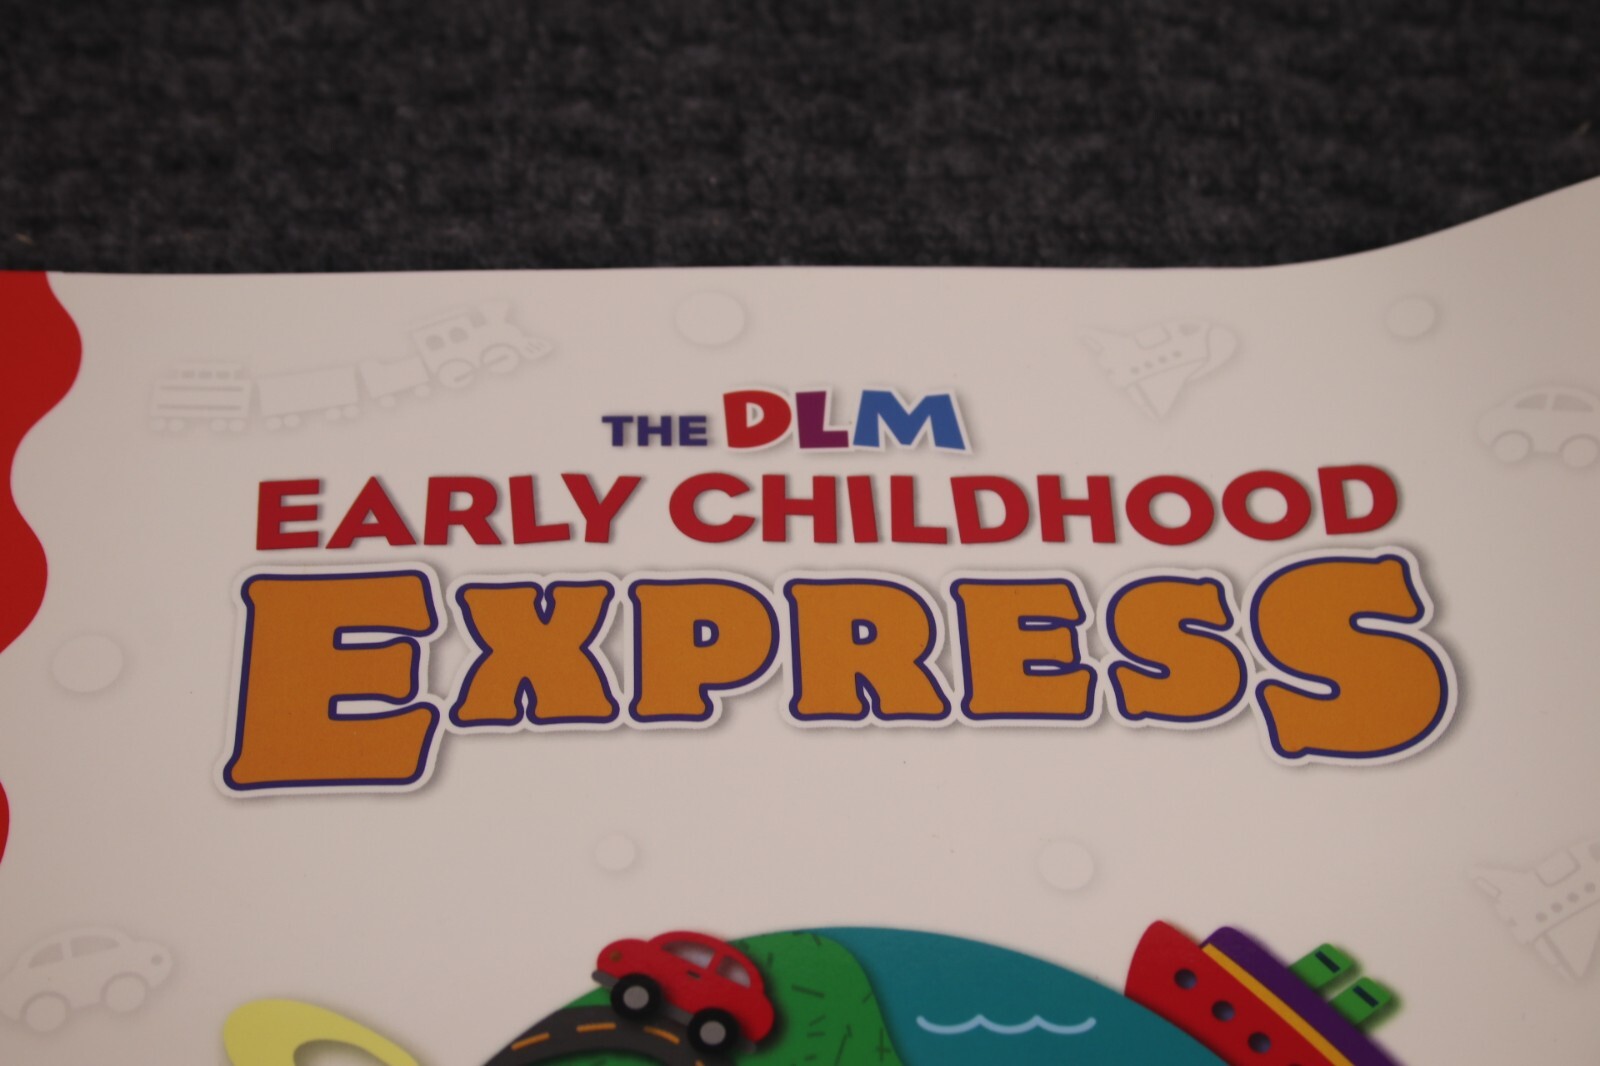 THE DLM
EARLY CHILDHOOD
EXPRESS